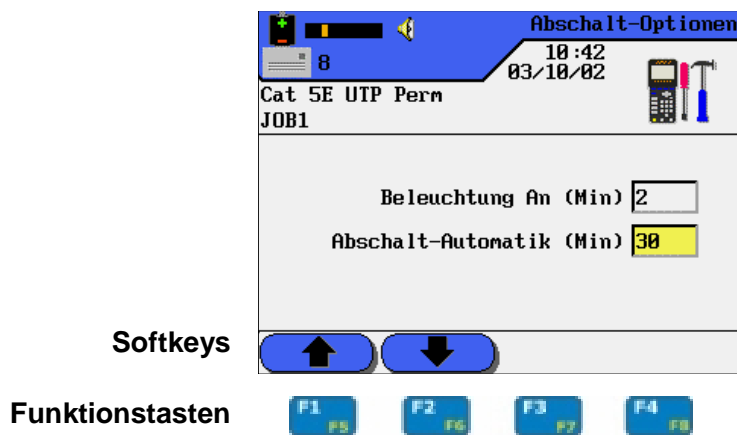 Abschalt-Optionen
8
10:42
03/10/02
Cat 5E UTP Perm
JOB1
Beleuchtung An (Min) 2
Abschalt-Automatik (Min) 30
Softkeys
Funktionstasten
F1 F5
F2 F6
F3 F7
F4 F8